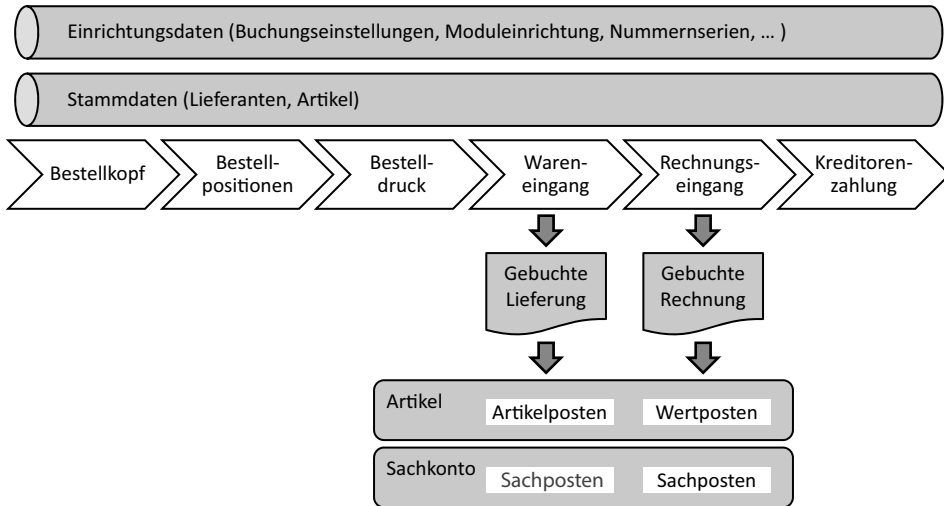 Einrichtungsdaten (Buchungseinstellungen, Moduleinrichtung, Nummernserien, ... )
Stammdaten (Lieferanten, Artikel)
Bestellkopf
Bestell-
positionen
Bestell-
druck
Waren-
eingang
Rechnungs-
eingang
Kreditoren-
zahlung
Gebuchte
Lieferung
Gebuchte
Rechnung
Artikel
Artikelposten
Wertposten
Sachkonto
Sachposten
Sachposten